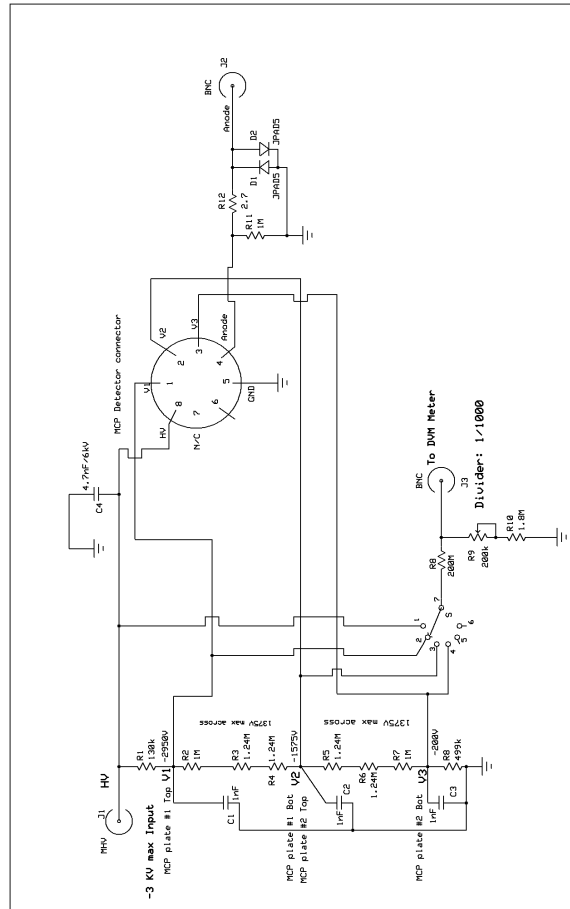 J1
MHV
HV
-3 KV max Input
R1
130k
V1
-2950V
MCP plate #1 Top
R2
1M
R3
1.24M
R4
1.24M
1375V max across
C1
1nF
V2
-1575V
MCP plate #1 Bot
MCP plate #2 Top
R5
1.24M
R6
1.24M
R7
1M
1375V max across
C2
1nF
V3
-200V
MCP plate #2 Bot
R8
499k
C3
1nF
C4
4.7nF/6kV
MCP Detector connector
HV
V1
V2
V3
Anode
GND
N/C
1
2
3
4
5
6
7
8
R11
1M
R12
2.7
D1
JPAD5
D2
JPAD5
Anode
BNC
J2
1
2
3
4
5
6
7
S
R8
200M
R9
200k
R10
1.8M
BNC
J3
To DVM Meter
Divider: 1/1000